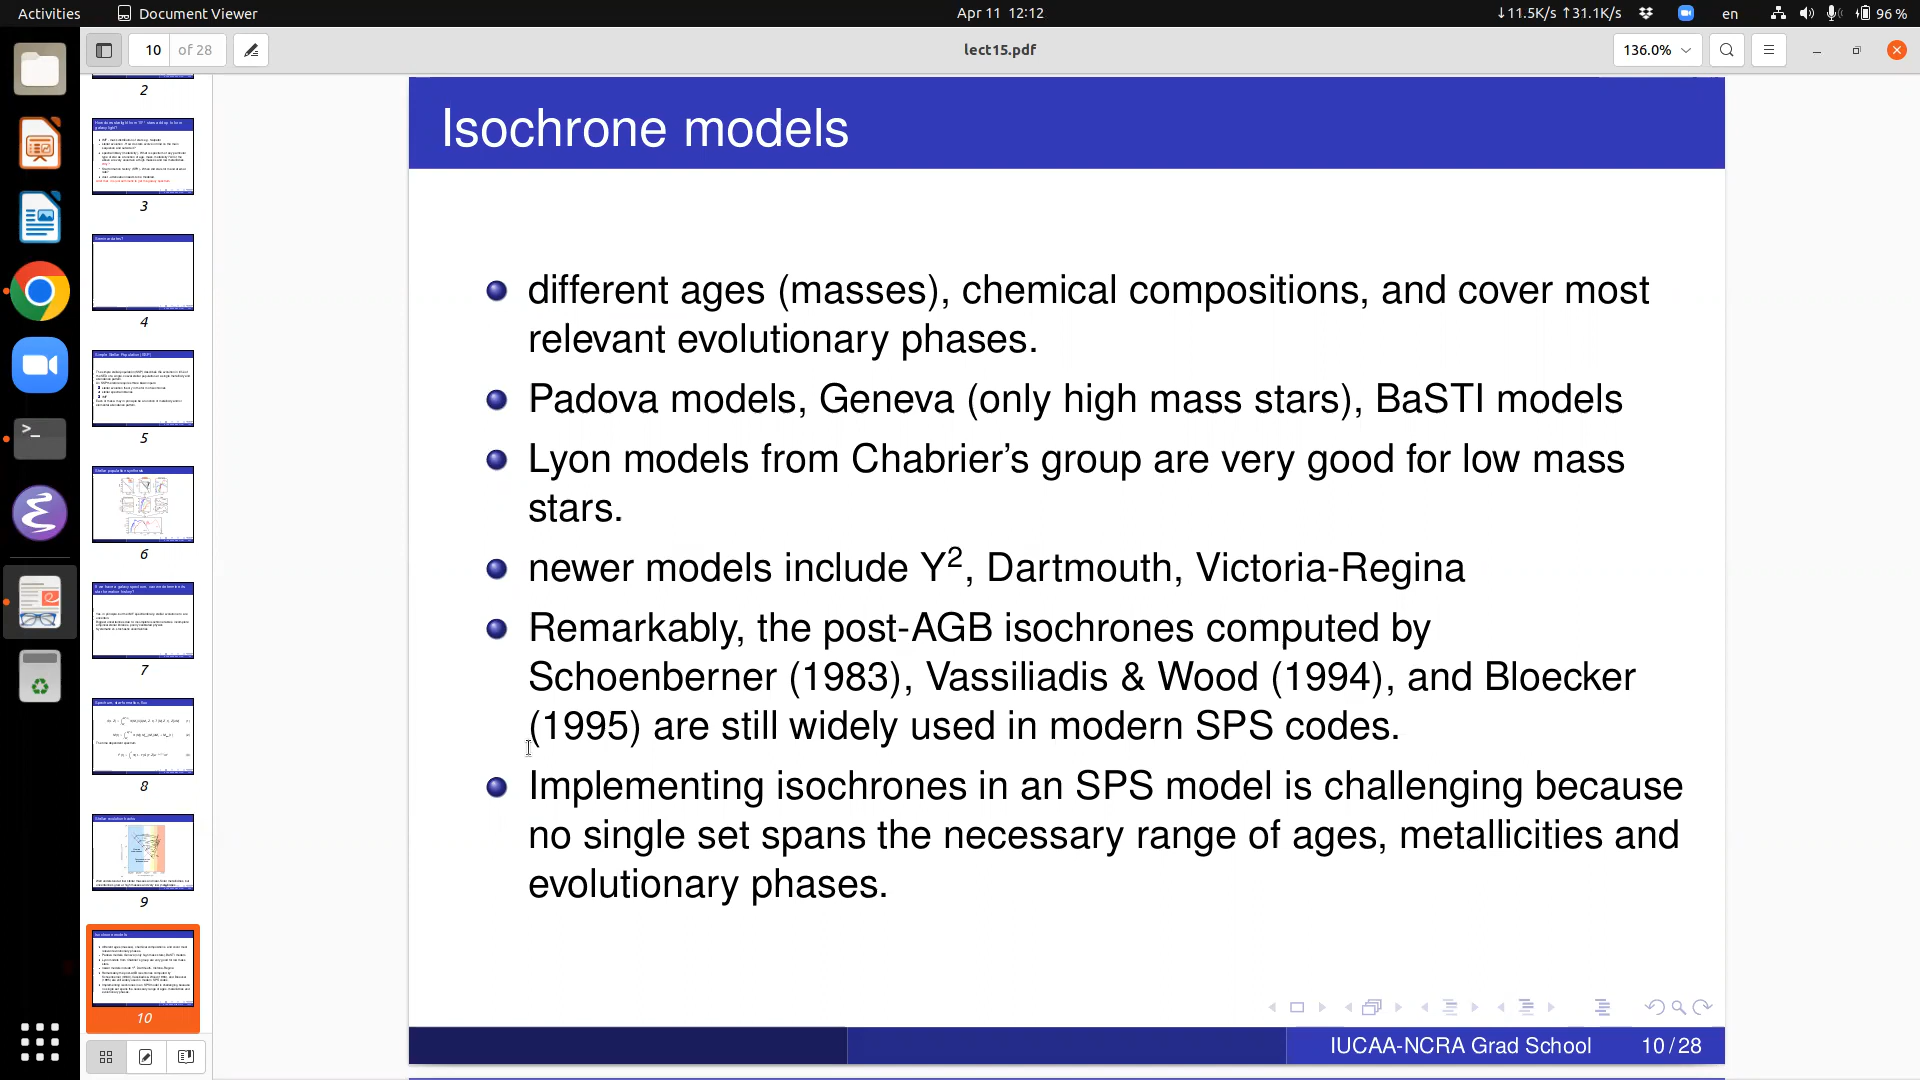 Activities
Document Viewer
Apr 11 12:12
↓11.5K/s ↑31.1K/s
en
96 %
10 of 28
lect15.pdf
136.0%
2
3
4
5
6
7
8
9
10
Stellar population synthesis
Isochrone models
different ages (masses), chemical compositions, and cover most
relevant evolutionary phases.
Padova models, Geneva (only high mass stars), BaSTI models
Lyon models from Chabrier's group are very good for low mass
stars.
newer models include Y², Dartmouth, Victoria-Regina
Remarkably, the post-AGB isochrones computed by
Schoenberner (1983), Vassiliadis & Wood (1994), and Bloecker
(1995) are still widely used in modern SPS codes.
Implementing isochrones in an SPS model is challenging because
no single set spans the necessary range of ages, metallicities and
evolutionary phases.
IUCAA-NCRA Grad School
10/28